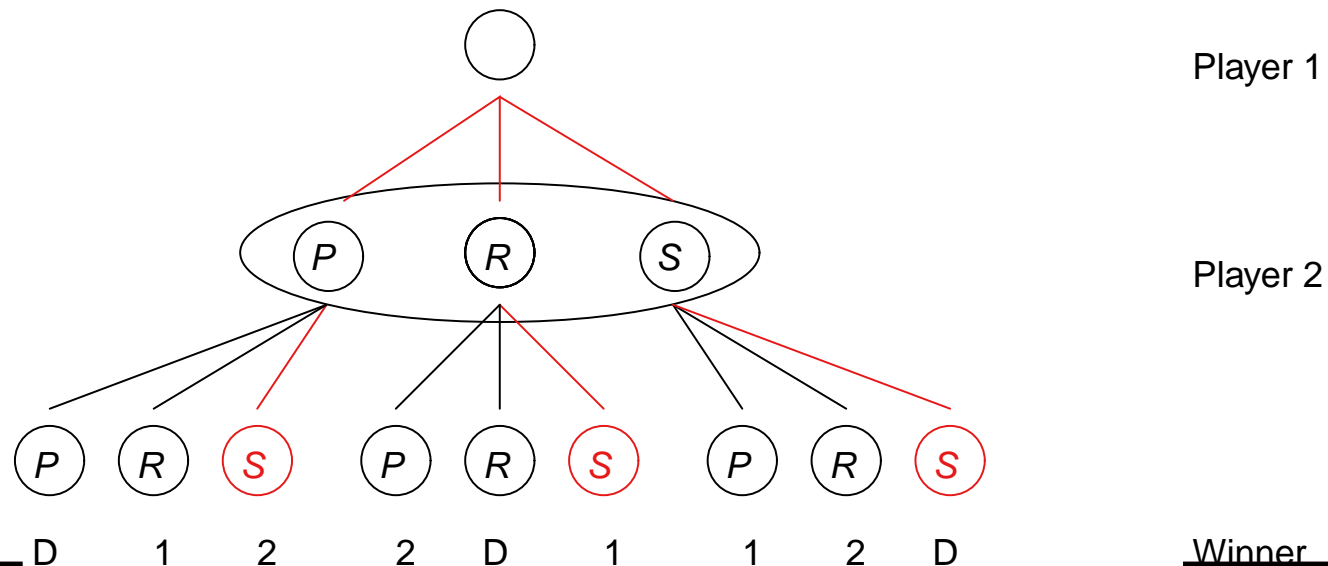 Player 1
P R S
Player 2
P R S P R S P R S
D 1 2 2 D 1 1 2 D Winner